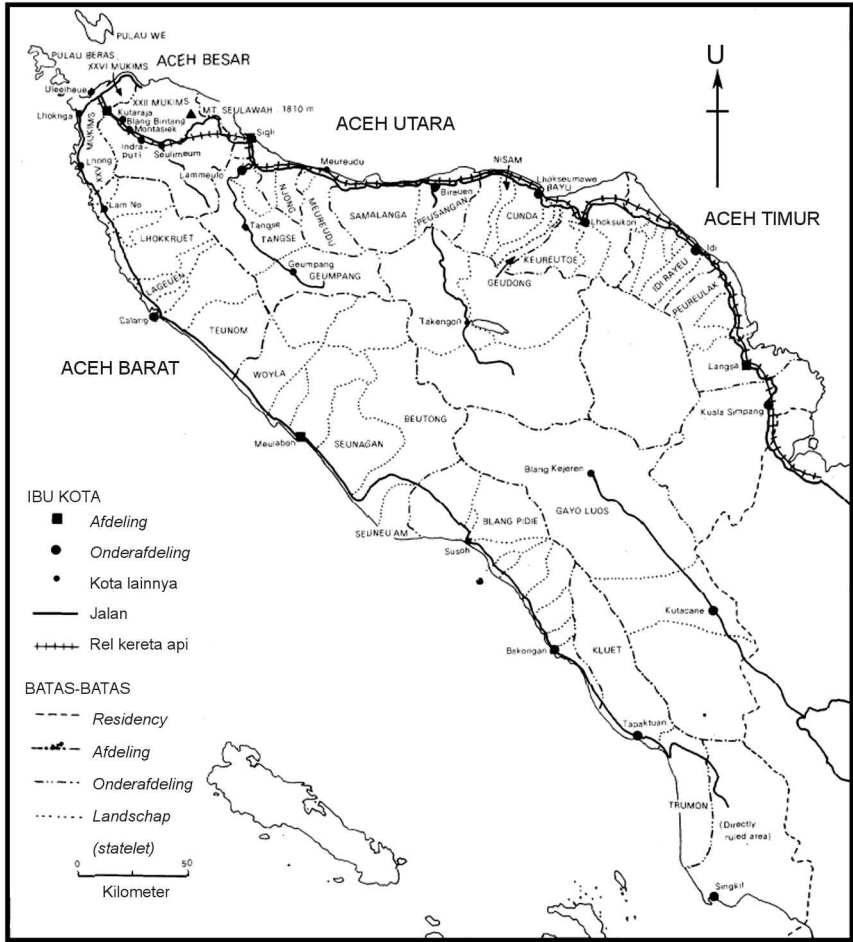 PULAU WE
PULAU BERAS
ACEH BESAR
XXVI MUKIMS
Uleelheue
XXII MUKIMS
MT SEULAWAH 1810 m
Lhoknga
Kutaraja
Blang Bintang
Montasiek
Indra-
puri
Seulimeum
Sigli
ACEH UTARA
XXV MUKIMS
Lhong
Lammeulo
Meureudu
NISAM
Lhokseumawe
BAYU
Bireuen
Lam No
NJONG
MEUREUDU
SAMALANGA
PEUSANGAN
CUNDA
Lhoksukon
ACEH TIMUR
Idi
LHOKKRUET
Tangse
TANGSE
KEUREUTOE
GEUDONG
IDI RAYEU
PEUREULAK
LAGEUEN
Geumpang
GEUMPANG
Calang
TEUNOM
Takengon
ACEH BARAT
WOYLA
Langsa
Kuala Simpang
BEUTONG
Meulaboh
SEUNAGAN
Blang Kejeren
GAYO LUOS
SEUNEU'AM
BLANG PIDIE
Susoh
Kutacane
Bakongan
KLUET
Tapaktuan
TRUMON
(Directly
ruled area)
Singkil
U
IBU KOTA
Afdeling
Onderafdeling
Kota lainnya
Jalan
Rel kereta api
BATAS-BATAS
Residency
Afdeling
Onderafdeling
Landschap
(statelet)
0 50
Kilometer